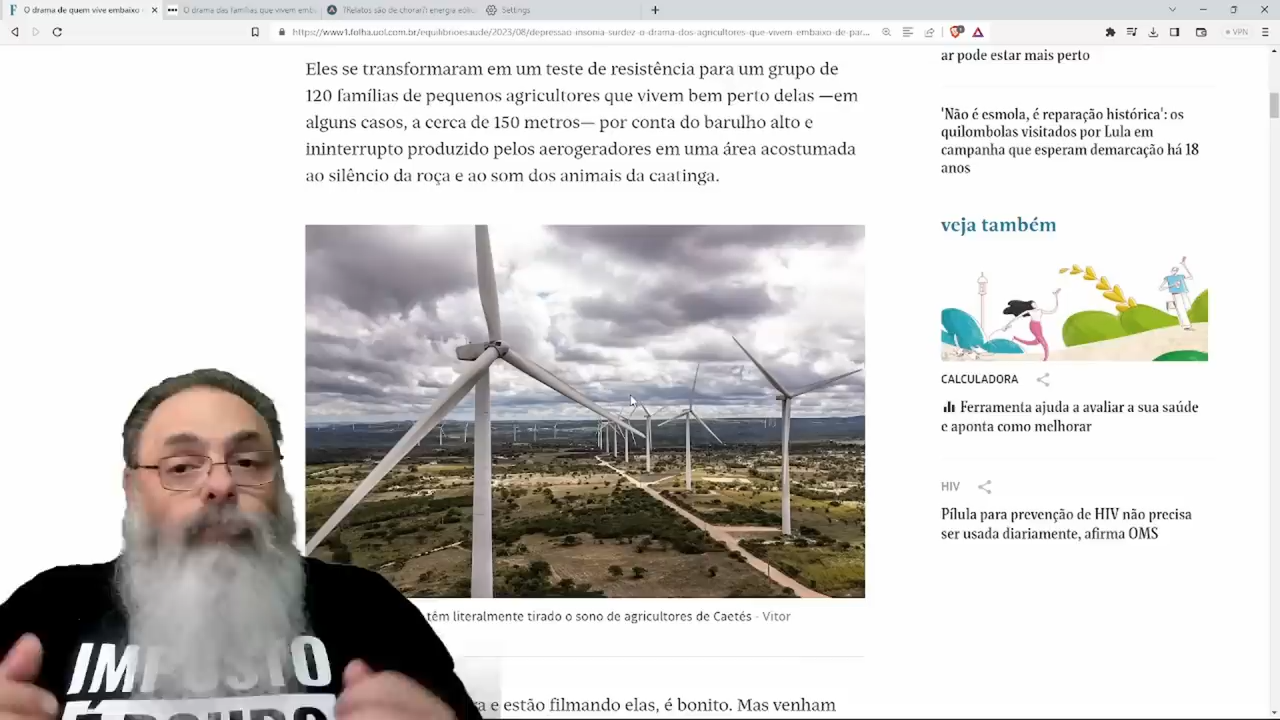 O drama de quem vive embaixo
O drama das famílias que vivem emb
Settings
https://www1.folha.uol.com.br/equilibrioesaude/2023/08/depressao-insonia-surdez-o-drama-dos-agricultores-que-vivem-embaixo-de-par...
VPN
Eles se transformaram em um teste de resistência para um grupo de
120 famílias de pequenos agricultores que vivem bem perto delas —em
alguns casos, a cerca de 150 metros— por conta do barulho alto e
ininterrupto produzido pelos aerogeradores em uma área acostumada
ao silêncio da roça e ao som dos animais da caatinga.
têm literalmente tirado o sono de agricultores de Caetés - Vitor
e estão filmando elas, é bonito. Mas venham
ar pode estar mais perto
'Não é esmola, é reparação histórica': os
quilombolas visitados por Lula em
campanha que esperam demarcação há 18
anos
veja também
CALCULADORA
Ferramenta ajuda a avaliar a sua saúde
e aponta como melhorar
HIV
Pílula para prevenção de HIV não precisa
ser usada diariamente, afirma OMS
IMPOSTO